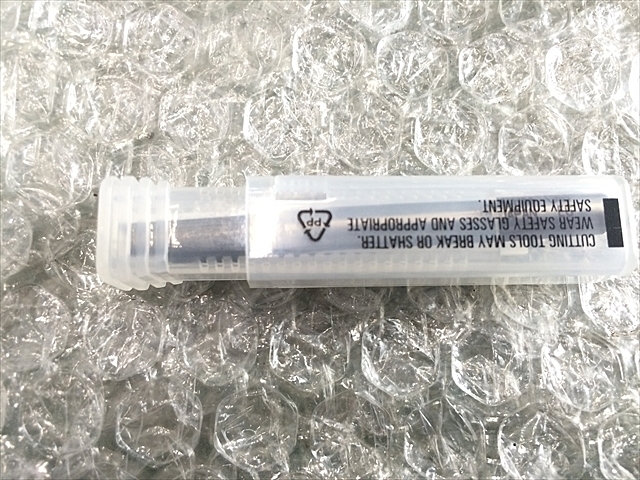 CUTTING TOOLS MAY BREAK OR SHATTER.
WEAR SAFETY GLASSES AND APPROPRIATE
SAFETY EQUIPMENT.
PP